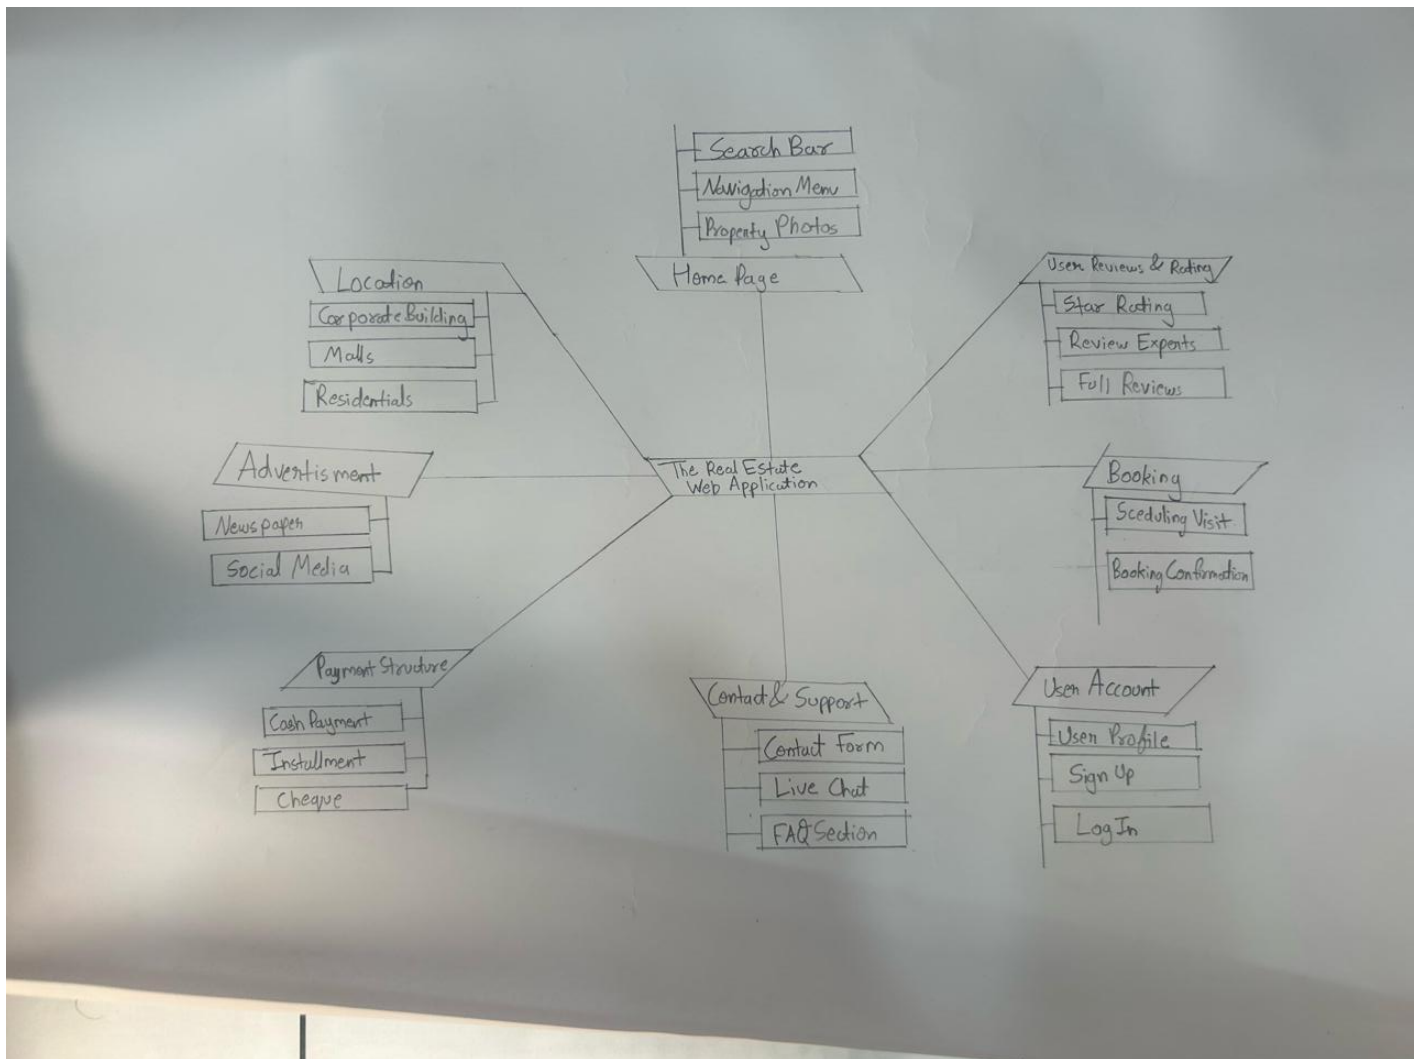 Search Bar
Navigation Menu
Property Photos
Home Page
Location
Corporate Building
Malls
Residentials
User Reviews & Rating
Star Rating
Review Experts
Full Reviews
Advertisment
Newspaper
Social Media
The Real Estate
Web Application
Booking
Sceduling Visit
Booking Confirmation
Payment Structure
Cash Payment
Installment
Cheque
Contact & Support
Contact Form
Live Chat
FAQ Section
User Account
User Profile
Sign Up
Log In